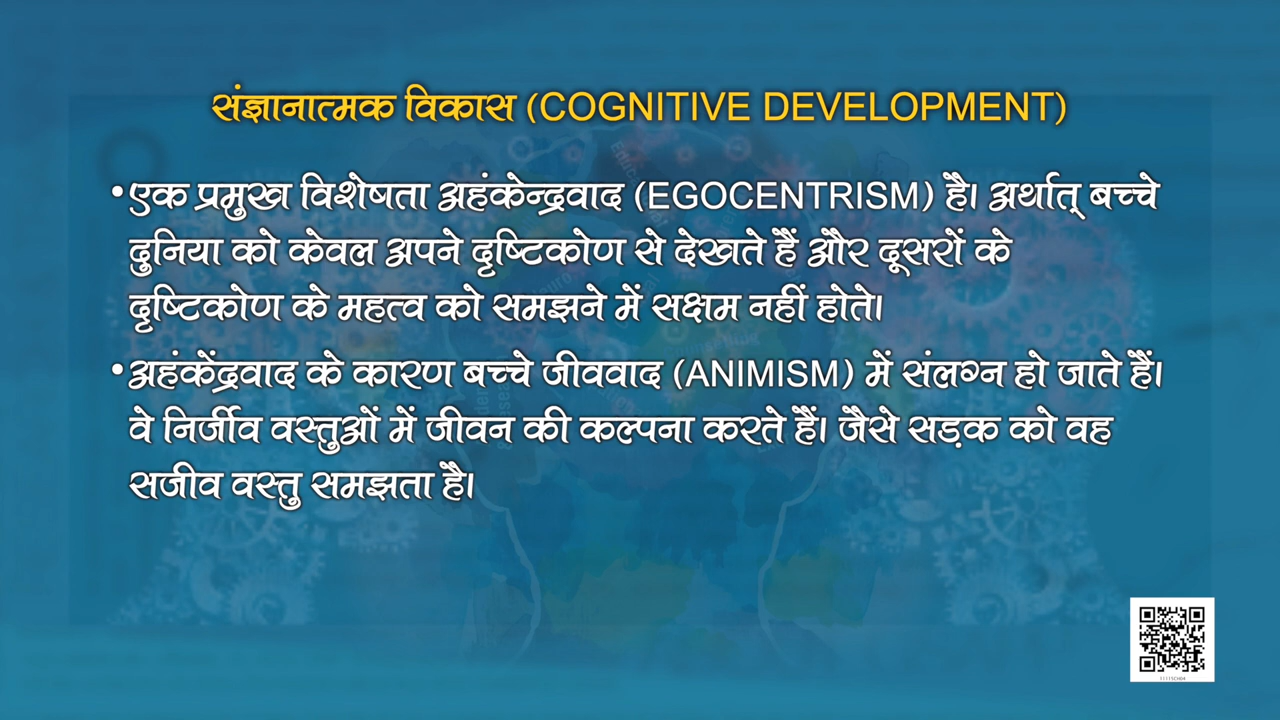 संज्ञानात्मक विकास (COGNITIVE DEVELOPMENT)
•एक प्रमुख विशेषता अहंकेन्द्रवाद (EGOCENTRISM) है। अर्थात् बच्चे
दुनिया को केवल अपने दृष्टिकोण से देखते हैं और दूसरों के
दृष्टिकोण के महत्व को समझने में सक्षम नहीं होते।
•अहंकेंद्रवाद के कारण बच्चे जीववाद (ANIMISM) में संलग्न हो जाते हैं।
वे निर्जीव वस्तुओं में जीवन की कल्पना करते हैं। जैसे सड़क को वह
सजीव वस्तु समझता है।